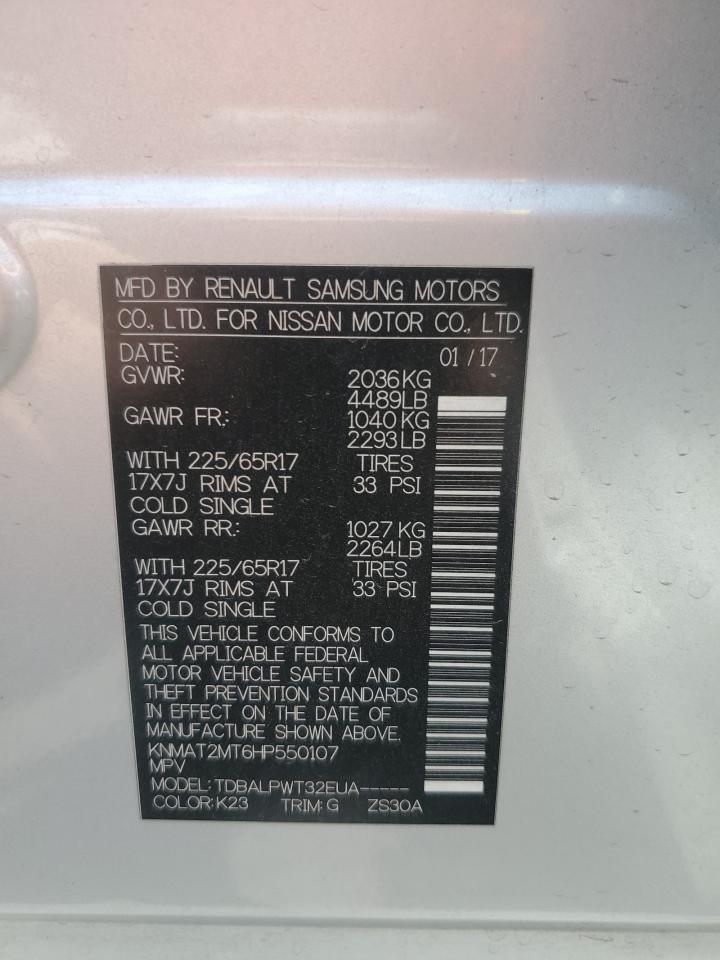 MFD BY RENAULT SAMSUNG MOTORS
CO., LTD. FOR NISSAN MOTOR CO., LTD.
DATE: 01 / 17
GVWR: 2036KG
4489LB
GAWR FR.: 1040KG
2293LB
WITH 225/65R17 TIRES
17X7J RIMS AT 33 PSI
COLD SINGLE
GAWR RR.: 1027KG
2264LB
WITH 225/65R17 TIRES
17X7J RIMS AT 33 PSI
COLD SINGLE
THIS VEHICLE CONFORMS TO
ALL APPLICABLE FEDERAL
MOTOR VEHICLE SAFETY AND
THEFT PREVENTION STANDARDS
IN EFFECT ON THE DATE OF
MANUFACTURE SHOWN ABOVE.
KNMAT2MT6HP550107
MPV
MODEL: TDBALPWT32EUA-----
COLOR: K23 TRIM: G ZS30A